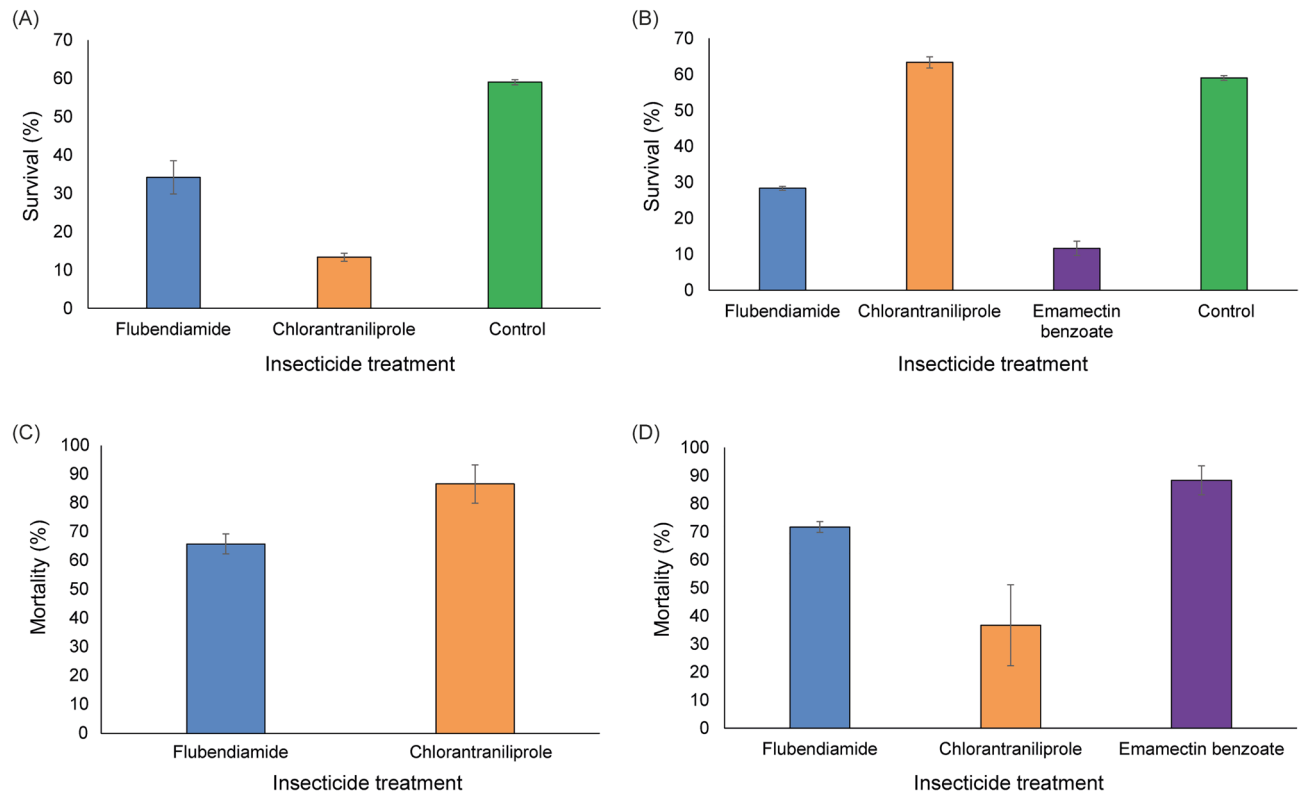 (A)
70
60
50
40
30
20
10
0
Survival (%)
Flubendiamide
Chlorantraniliprole
Control
Insecticide treatment
(B)
70
60
50
40
30
20
10
0
Survival (%)
Flubendiamide
Chlorantraniliprole
Emamectin
benzoate
Control
Insecticide treatment
(C)
100
90
80
70
60
50
40
30
20
10
0
Mortality (%)
Flubendiamide
Chlorantraniliprole
Insecticide treatment
(D)
100
90
80
70
60
50
40
30
20
10
0
Mortality (%)
Flubendiamide
Chlorantraniliprole
Emamectin benzoate
Insecticide treatment